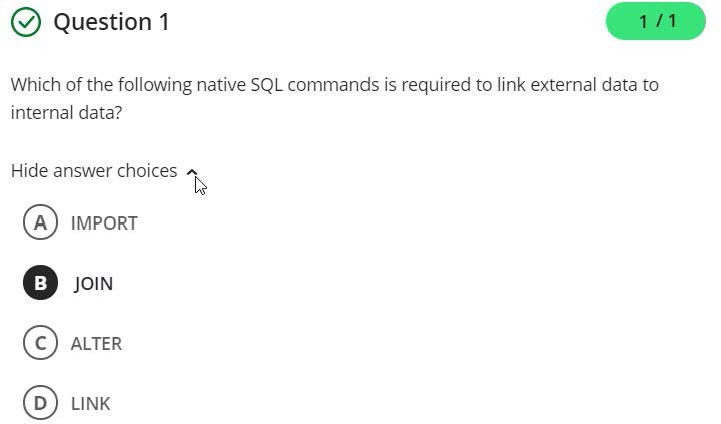 Question 1
1 / 1
Which of the following native SQL commands is required to link external data to
internal data?
Hide answer choices
A IMPORT
B JOIN
C ALTER
D LINK